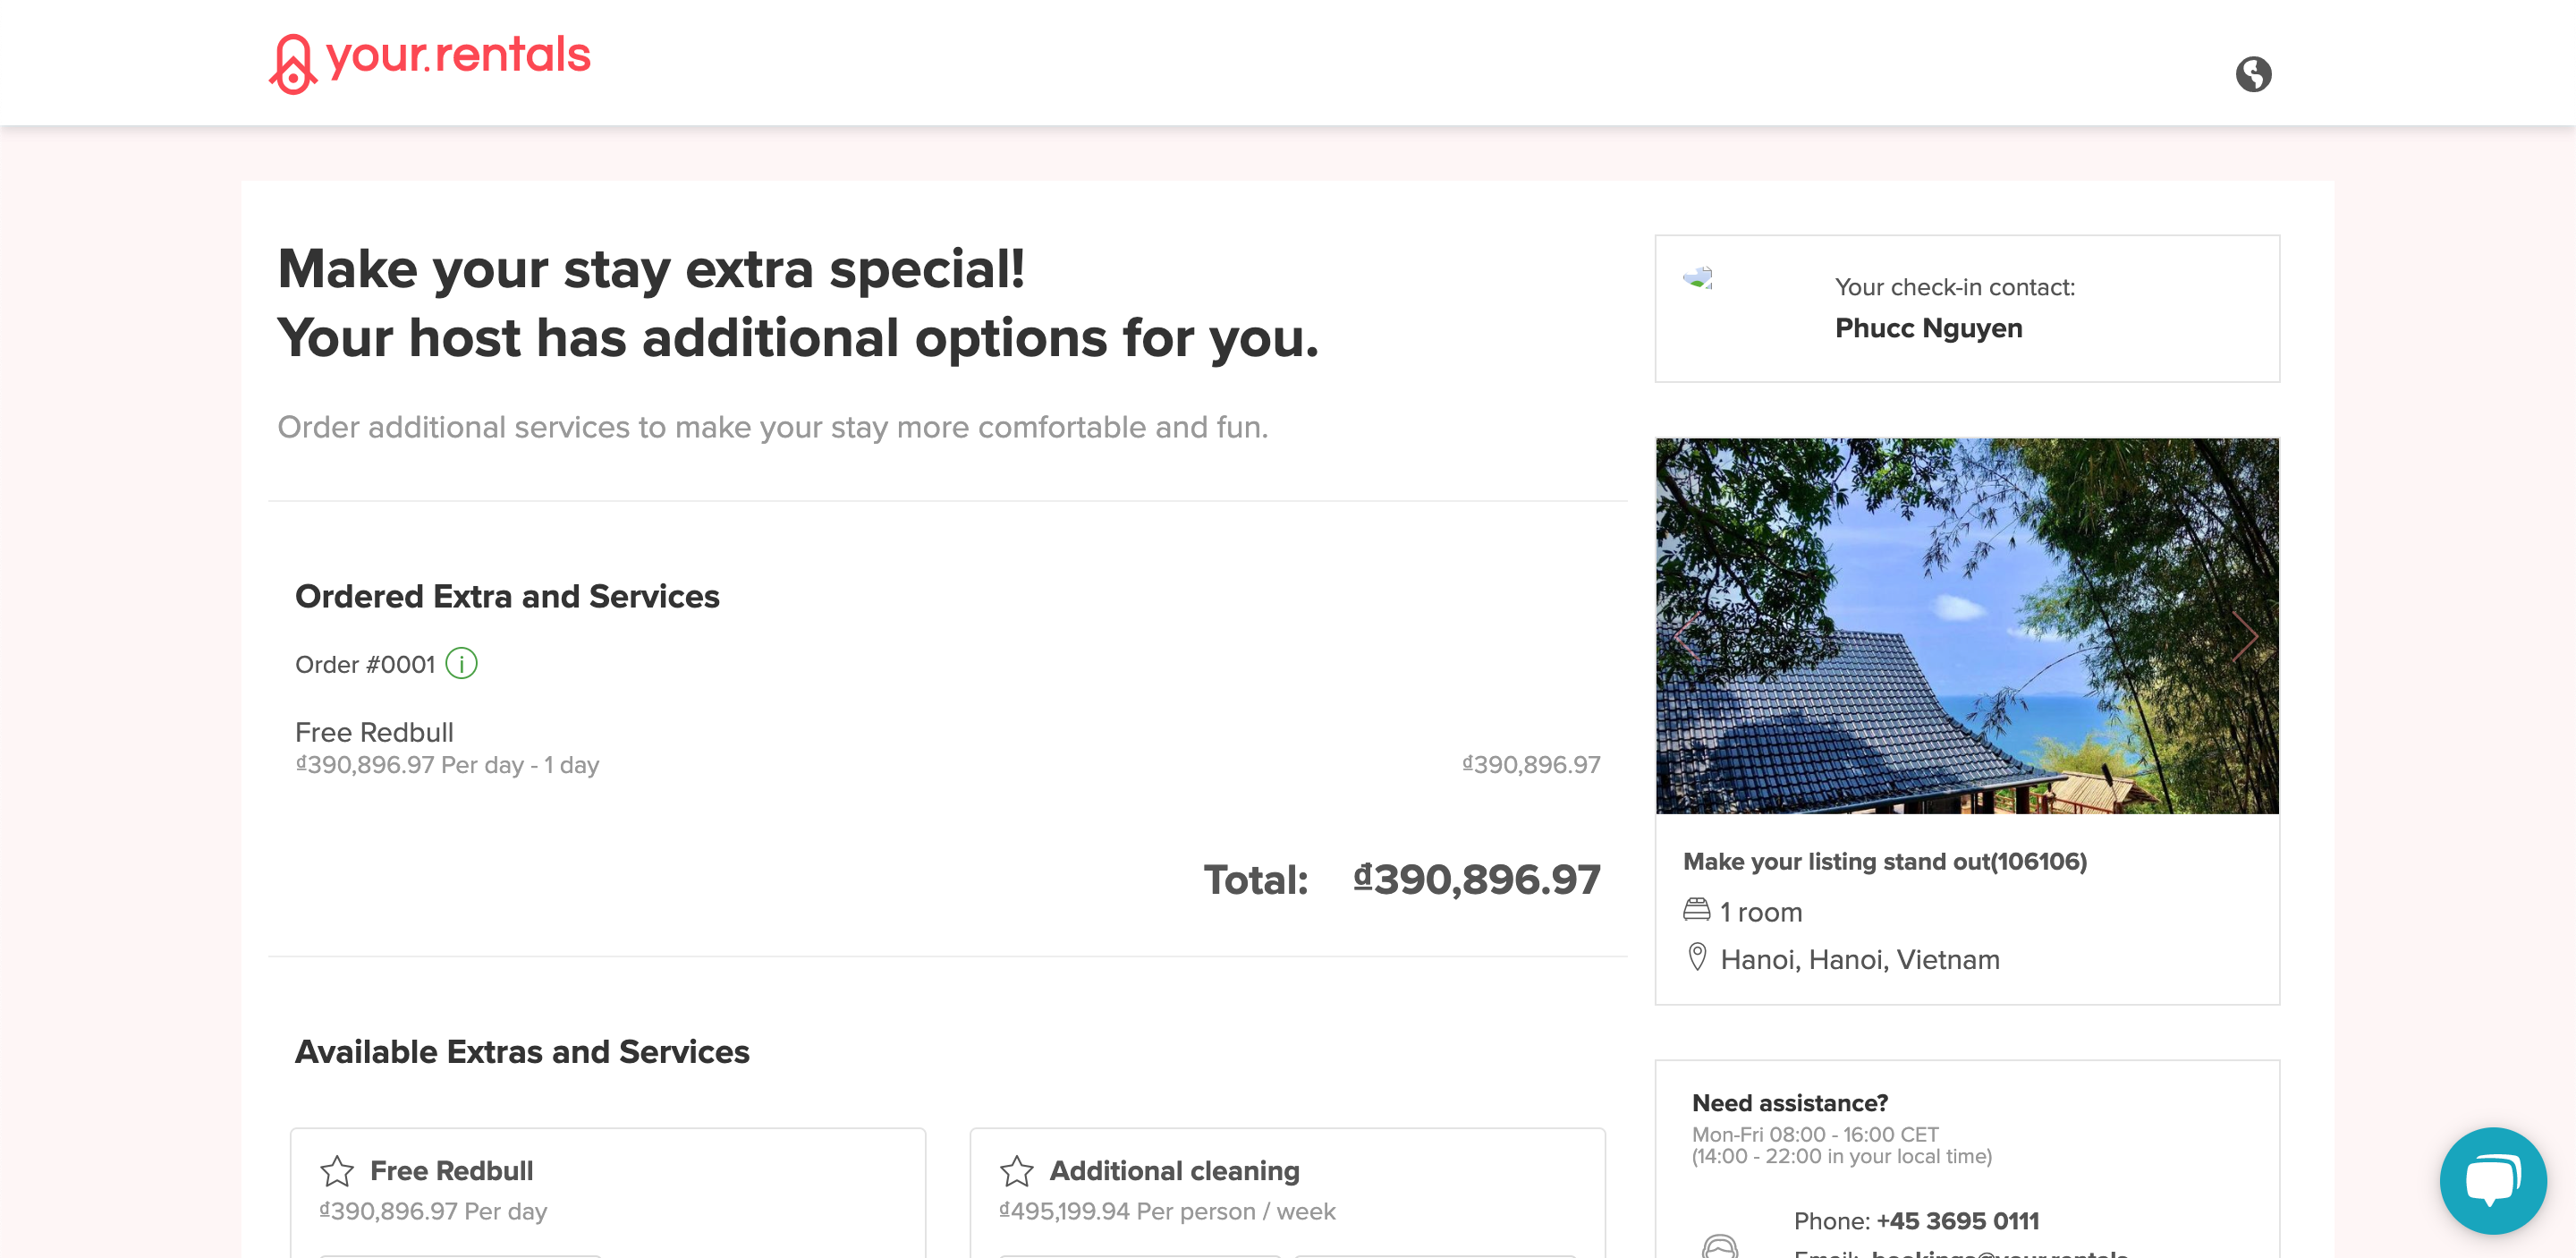 your.rentals
Make your stay extra special!
Your host has additional options for you.
Order additional services to make your stay more comfortable and fun.
Ordered Extra and Services
Order #0001
Free Redbull
₫390,896.97 Per day - 1 day
₫390,896.97
Total: ₫390,896.97
Available Extras and Services
Free Redbull
₫390,896.97 Per day
Additional cleaning
₫495,199.94 Per person / week
Your check-in contact:
Phucc Nguyen
Make your listing stand out(106106)
1 room
Hanoi, Hanoi, Vietnam
Need assistance?
Mon-Fri 08:00 - 16:00 CET
(14:00 - 22:00 in your local time)
Phone: +45 3695 0111